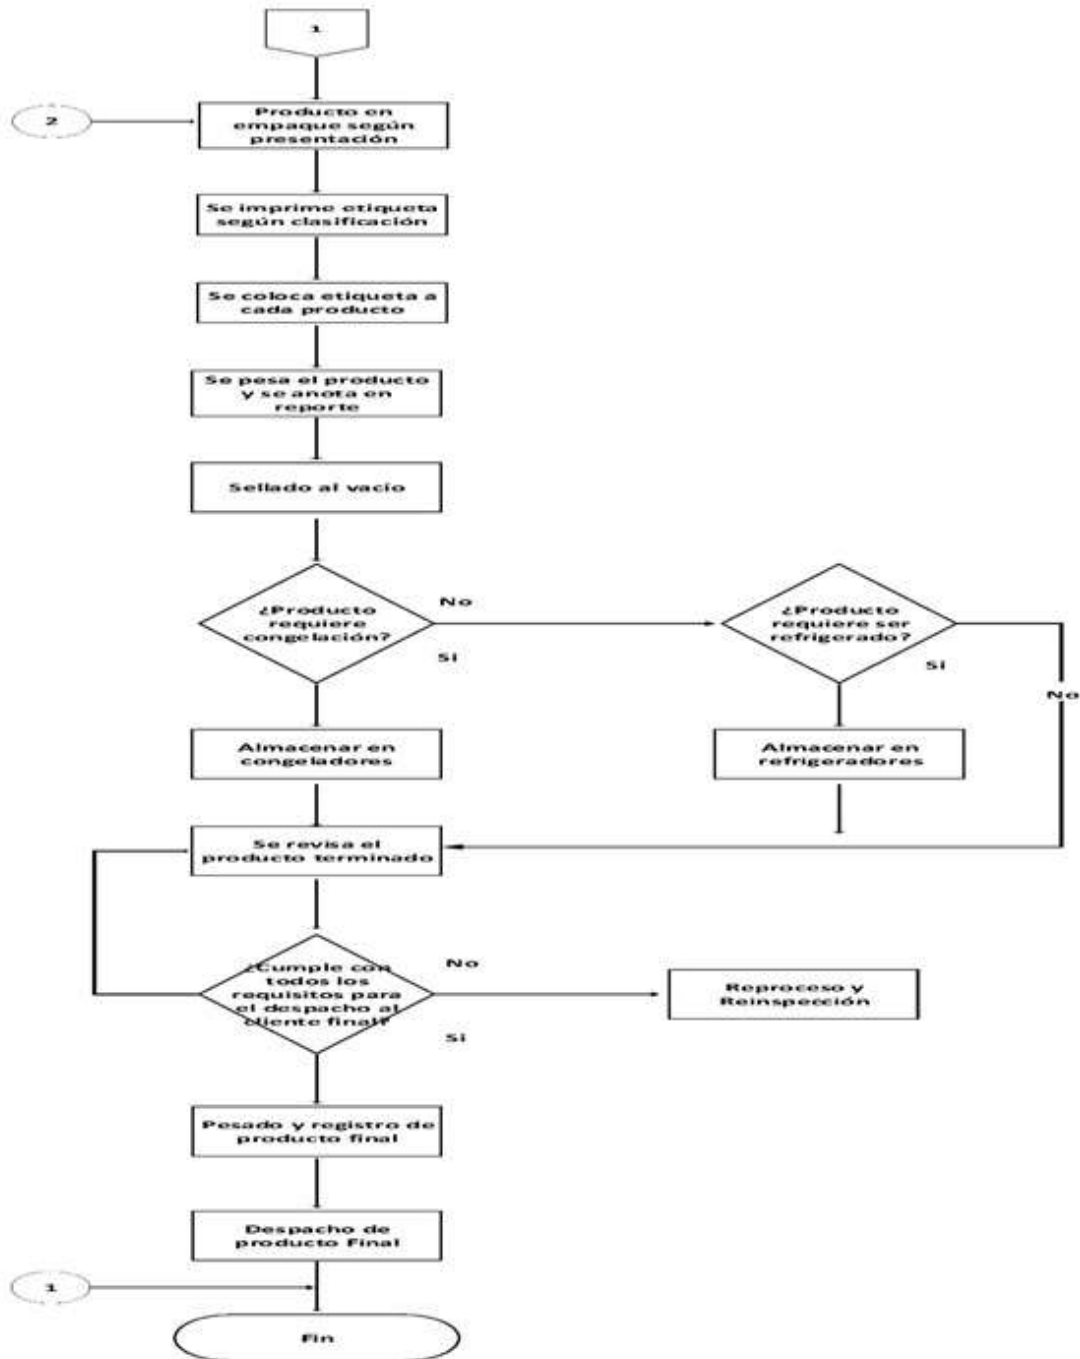 1
2
Producto en
empaque según
presentación
Se imprime etiqueta
según clasificación
Se coloca etiqueta a
cada producto
Se pesa el producto
y se anota en
reporte
Sellado al vacío
¿Producto
requiere
congelación?
No
Si
¿Producto
requiere ser
refrigerado?
Si
No
Almacenar en
congeladores
Almacenar en
refrigeradores
Se revisa el
producto terminado
¿Cumple con
todos los
requisitos para
el despacho al
cliente final?
No
Si
Reproceso y
Reinspección
Pesado y registro de
producto final
Despacho de
producto Final
1
Fin